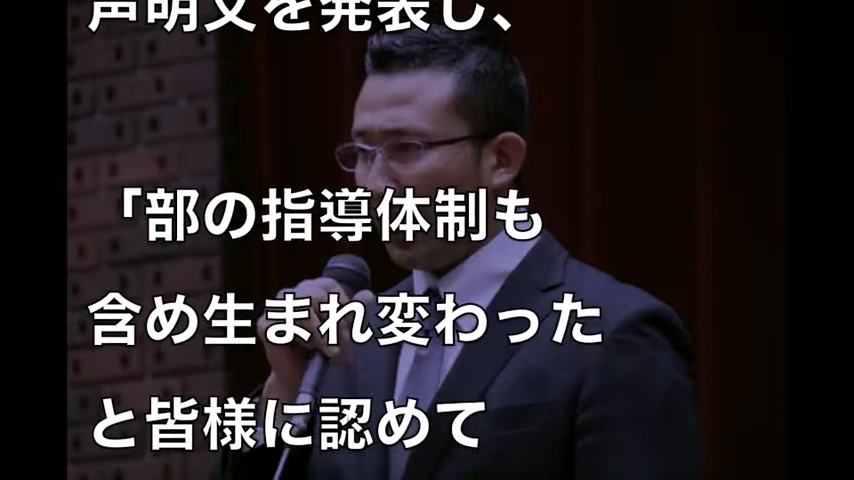 声明文を発表し、
「部の指導体制も
含め生まれ変わった
と皆様に認めて